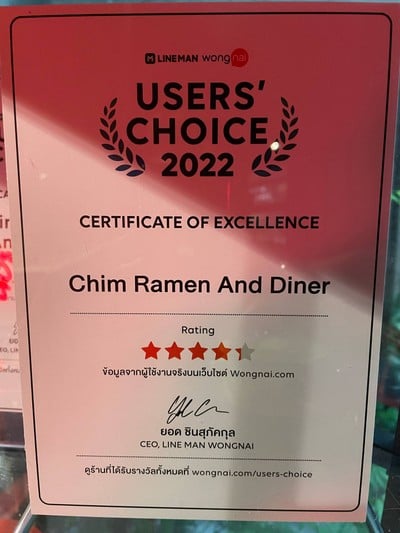 LINEMAN wongnai
USERS'
CHOICE
2022
CERTIFICATE OF EXCELLENCE
Chim Ramen And Diner
Rating
ข้อมูลจากผู้ใช้งานจริงบนเว็บไซต์ Wongnai.com
ยอด ชินสุภัคกุล
CEO, LINE MAN WONGNAI
ดูร้านที่ได้รับรางวัลทั้งหมดที่ wongnai.com/users-choice